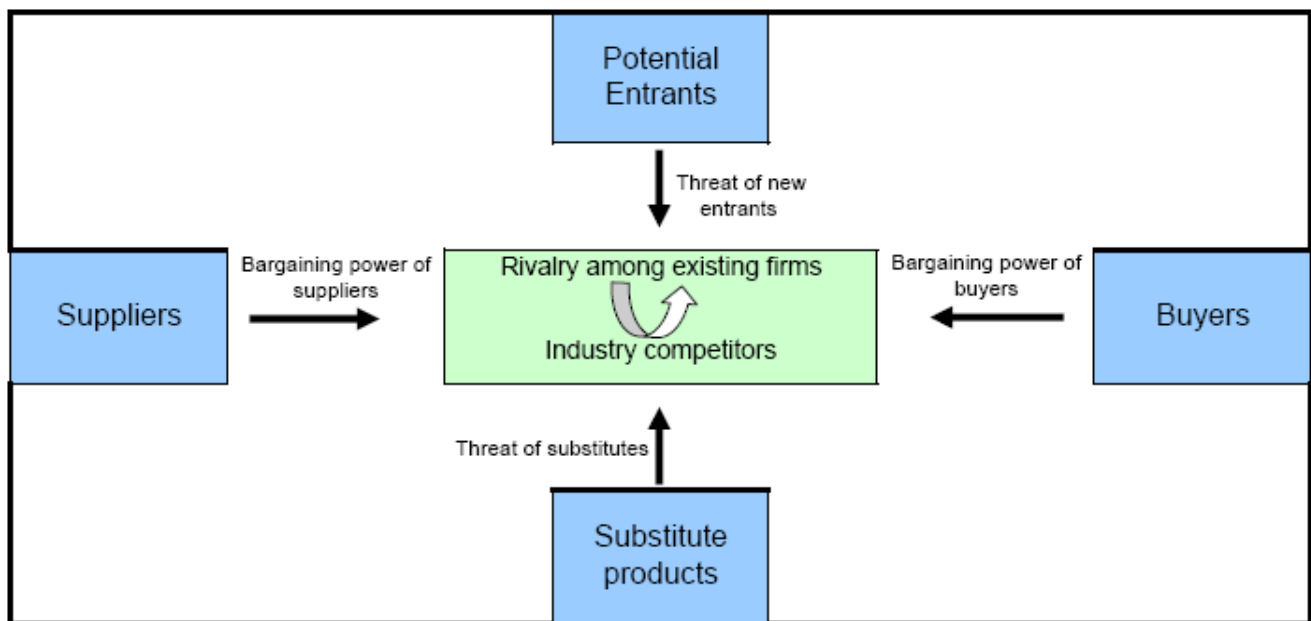 Potential
Entrants
Threat of new
entrants
Bargaining power of
suppliers
Suppliers
Rivalry among existing firms
Industry competitors
Bargaining power of
buyers
Buyers
Threat of substitutes
Substitute
products